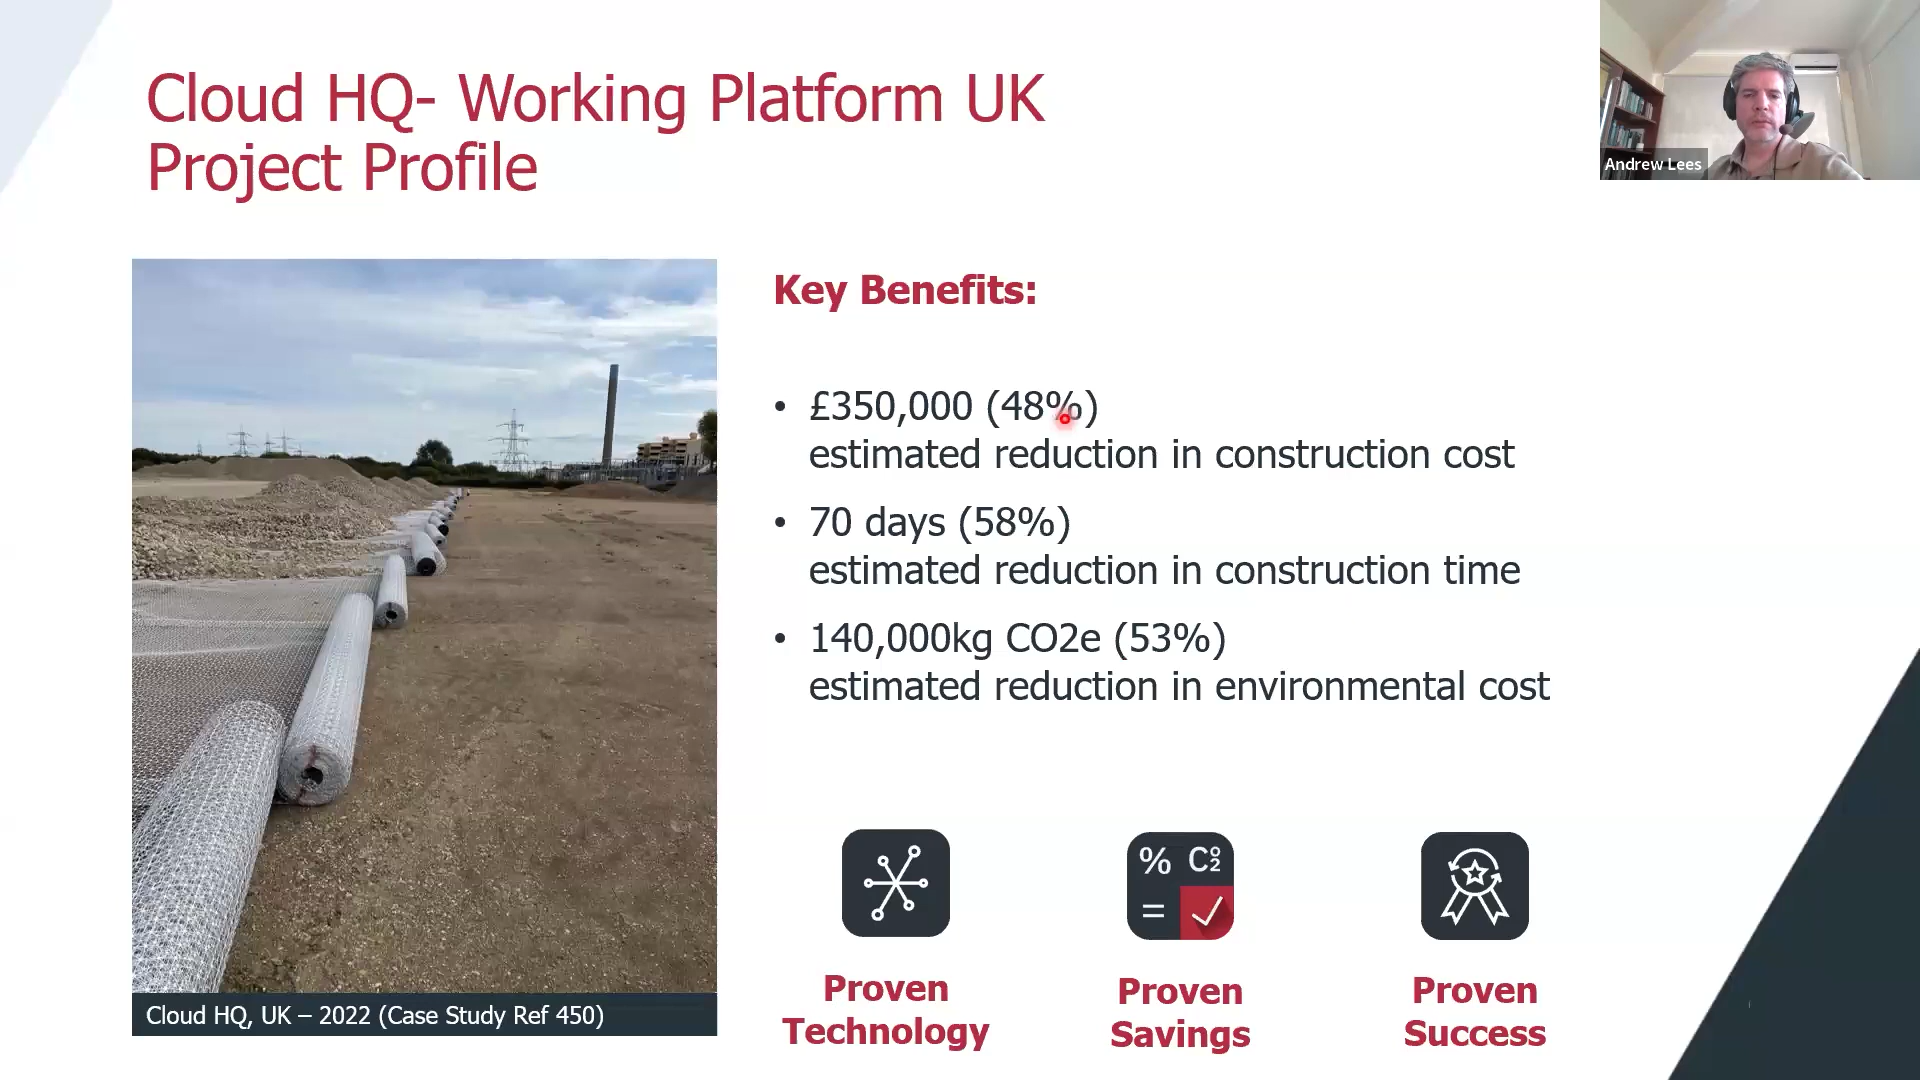 Cloud HQ- Working Platform UK
Project Profile
Andrew Lees
Key Benefits:
• £350,000 (48%)
estimated reduction in construction cost
• 70 days (58%)
estimated reduction in construction time
• 140,000kg CO2e (53%)
estimated reduction in environmental cost
% CO2
=
Proven
Technology
Proven
Savings
Proven
Success
Cloud HQ, UK – 2022 (Case Study Ref 450)